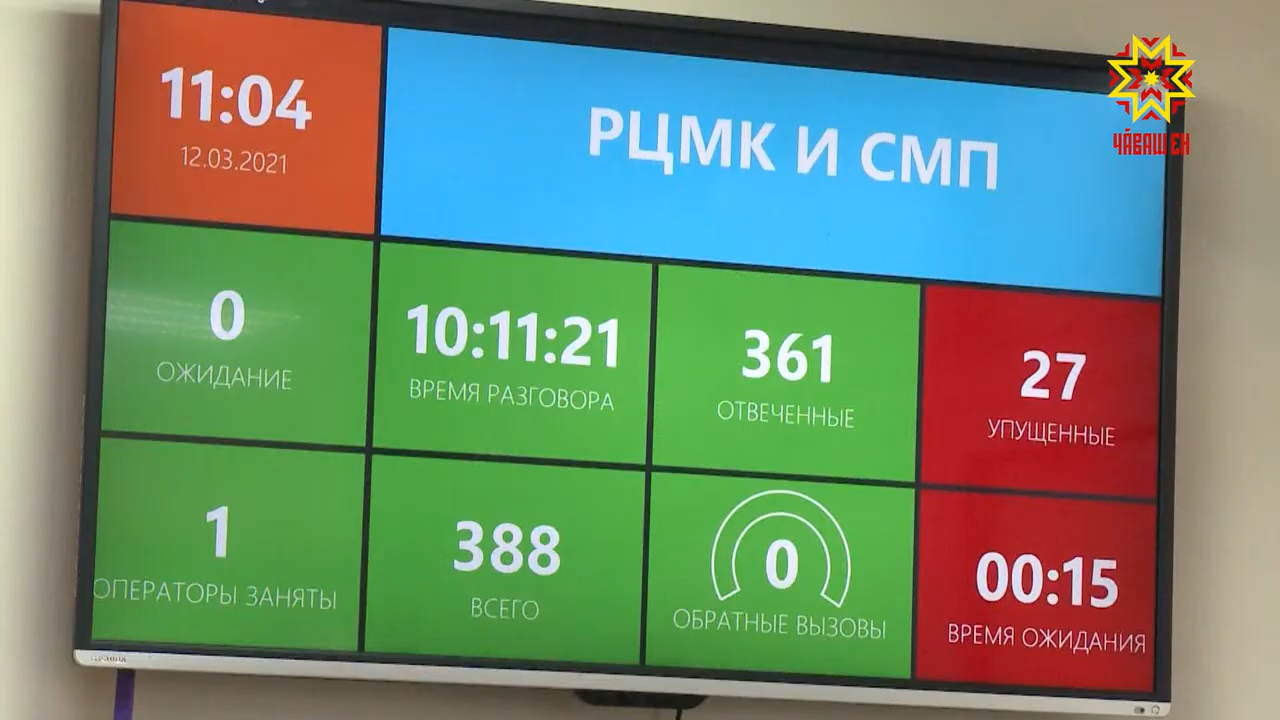 11:04
12.03.2021
РЦМК И СМП
ЧӐВАШ ЕН
0
ОЖИДАНИЕ
10:11:21
ВРЕМЯ РАЗГОВОРА
361
ОТВЕЧЕННЫЕ
27
УПУЩЕННЫЕ
1
ОПЕРАТОРЫ ЗАНЯТЫ
388
ВСЕГО
0
ОБРАТНЫЕ ВЫЗОВЫ
00:15
ВРЕМЯ ОЖИДАНИЯ